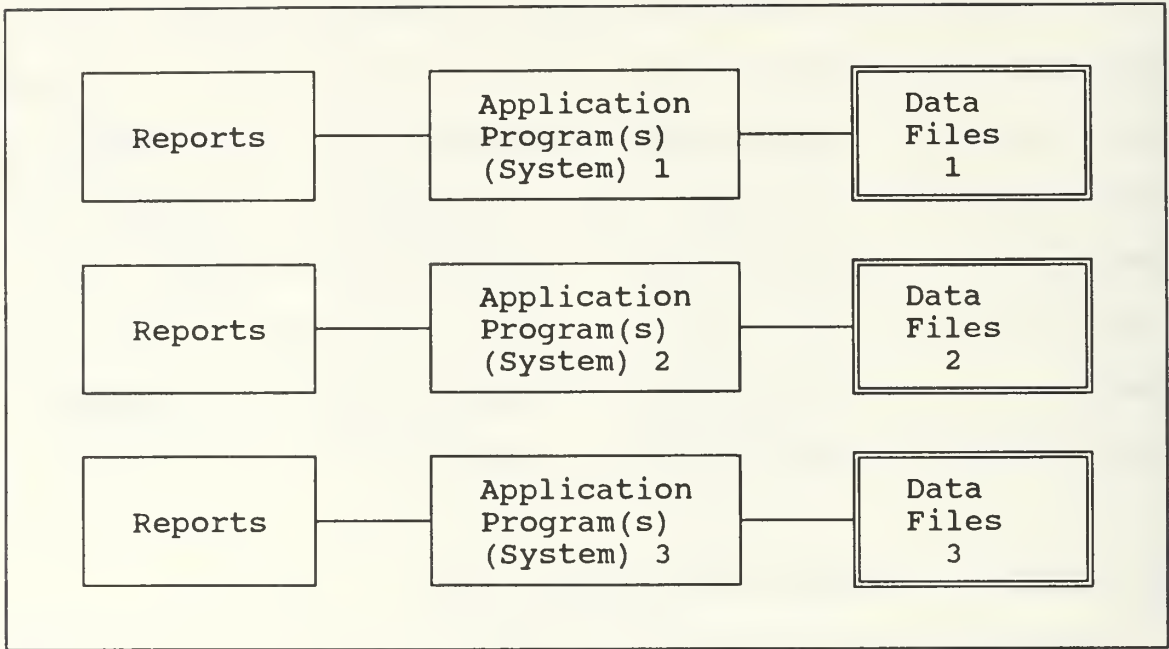 Reports
Application
Program(s)
(System) 1
Data
Files
1
Reports
Application
Program(s)
(System) 2
Data
Files
2
Reports
Application
Program(s)
(System) 3
Data
Files
3